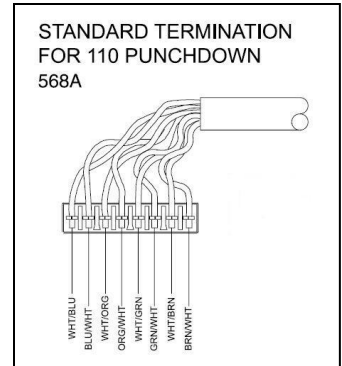 STANDARD TERMINATION
FOR 110 PUNCHDOWN
568A
WHT/BLU
BLU/WHT
WHT/ORG
ORG/WHT
WHT/GRN
GRN/WHT
WHT/BRN
BRN/WHT